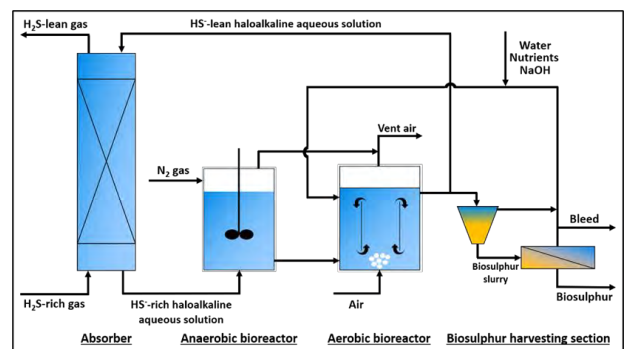 H₂S-lean gas
HS⁻-lean haloalkaline aqueous solution
Water
Nutrients
NaOH
Vent air
N₂ gas
Bleed
Biosulphur
slurry
H₂S-rich gas
HS⁻-rich haloalkaline
aqueous solution
Air
Biosulphur
Absorber
Anaerobic bioreactor
Aerobic bioreactor
Biosulphur harvesting section